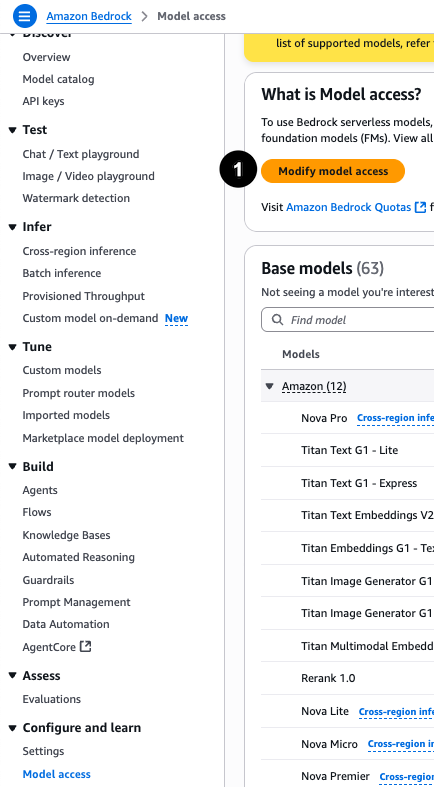 Amazon Bedrock > Model access
Discover
Overview
Model catalog
API keys
Test
Chat / Text playground
Image / Video playground
Watermark detection
Infer
Cross-region inference
Batch inference
Provisioned Throughput
Custom model on-demand New
Tune
Custom models
Prompt router models
Imported models
Marketplace model deployment
Build
Agents
Flows
Knowledge Bases
Automated Reasoning
Guardrails
Prompt Management
Data Automation
AgentCore
Assess
Evaluations
Configure and learn
Settings
Model access
list of supported models, refer
What is Model access?
To use Bedrock serverless models,
foundation models (FMs). View all
1
Modify model access
Visit Amazon Bedrock Quotas f
Base models (63)
Not seeing a model you're interest
Find model
Models
Amazon (12)
Nova Pro Cross-region infe
Titan Text G1 - Lite
Titan Text G1 - Express
Titan Text Embeddings V2
Titan Embeddings G1 - Tex
Titan Image Generator G1
Titan Image Generator G1
Titan Multimodal Embedd
Rerank 1.0
Nova Lite Cross-region infe
Nova Micro Cross-region in
Nova Premier Cross-region